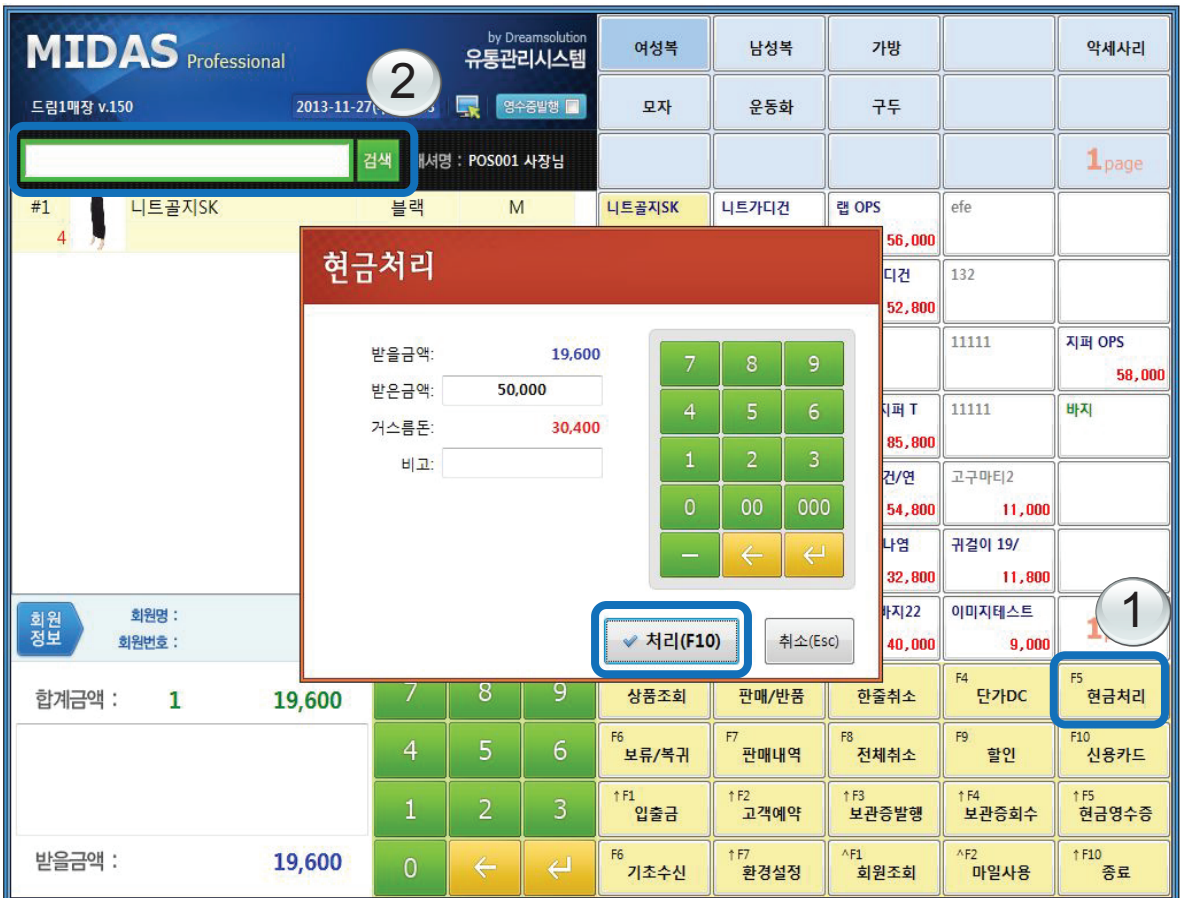 MIDAS Professional
by Dreamsolution
유통관리시스템
드림1매장 v.150
2013-11-27(
영수증발행
2
검색
캐셔명 : POS001 사장님
여성복 남성복 가방 악세사리
모자 운동화 구두
1 page
#1 니트골지SK 블랙 M
4
니트골지SK 니트가디건 랩 OPS efe
56,000
디건 132
52,800
11111 지퍼 OPS
58,000
지퍼 T 11111 바지
85,800
건/연 고구마티2
54,800 11,000
나염 귀걸이 19/
32,800 11,800
바지22 이미지테스트
40,000 9,000
1
현금처리
받을금액: 19,600
받은금액: 50,000
거스름돈: 30,400
비고:
7 8 9
4 5 6
1 2 3
0 00 000
− ← ↵
처리(F10) 취소(Esc)
회원
정보
회원명 :
회원번호 :
합계금액 : 1 19,600
받을금액 : 19,600
7 8 9
4 5 6
1 2 3
0 ← ↵
상품조회 판매/반품 한줄취소 F4 단가DC F5 현금처리
F6 보류/복귀 F7 판매내역 F8 전체취소 F9 할인 F10 신용카드
↑F1 입출금 ↑F2 고객예약 ↑F3 보관증발행 ↑F4 보관증회수 ↑F5 현금영수증
F6 기초수신 ↑F7 환경설정 ^F1 회원조회 ^F2 마일사용 ↑F10 종료